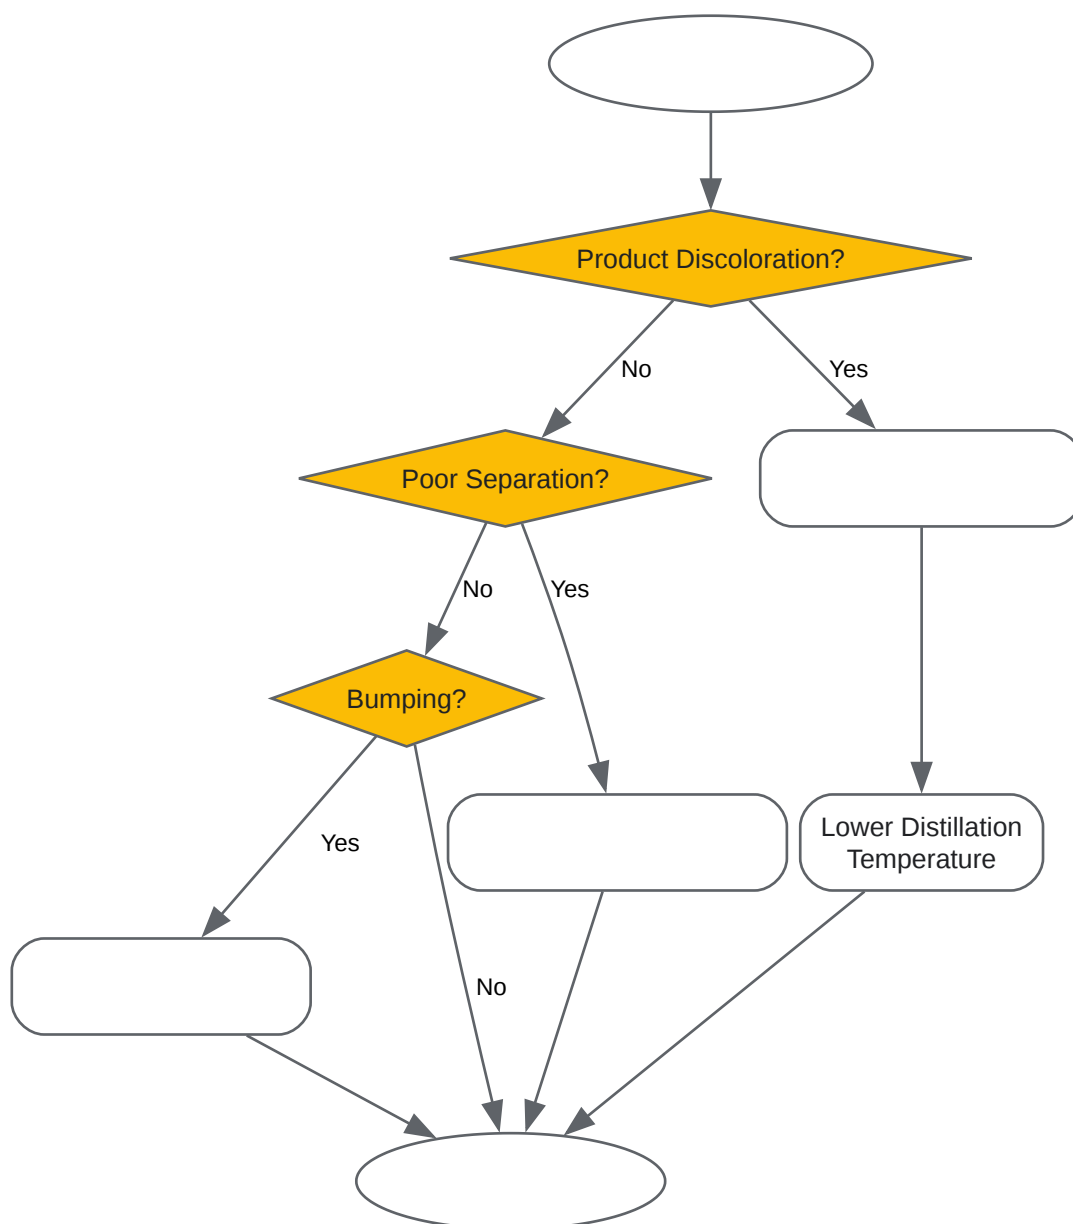 Product Discoloration?
No
Yes
Poor Separation?
No
Yes
Bumping?
Yes
Lower Distillation
Temperature
No